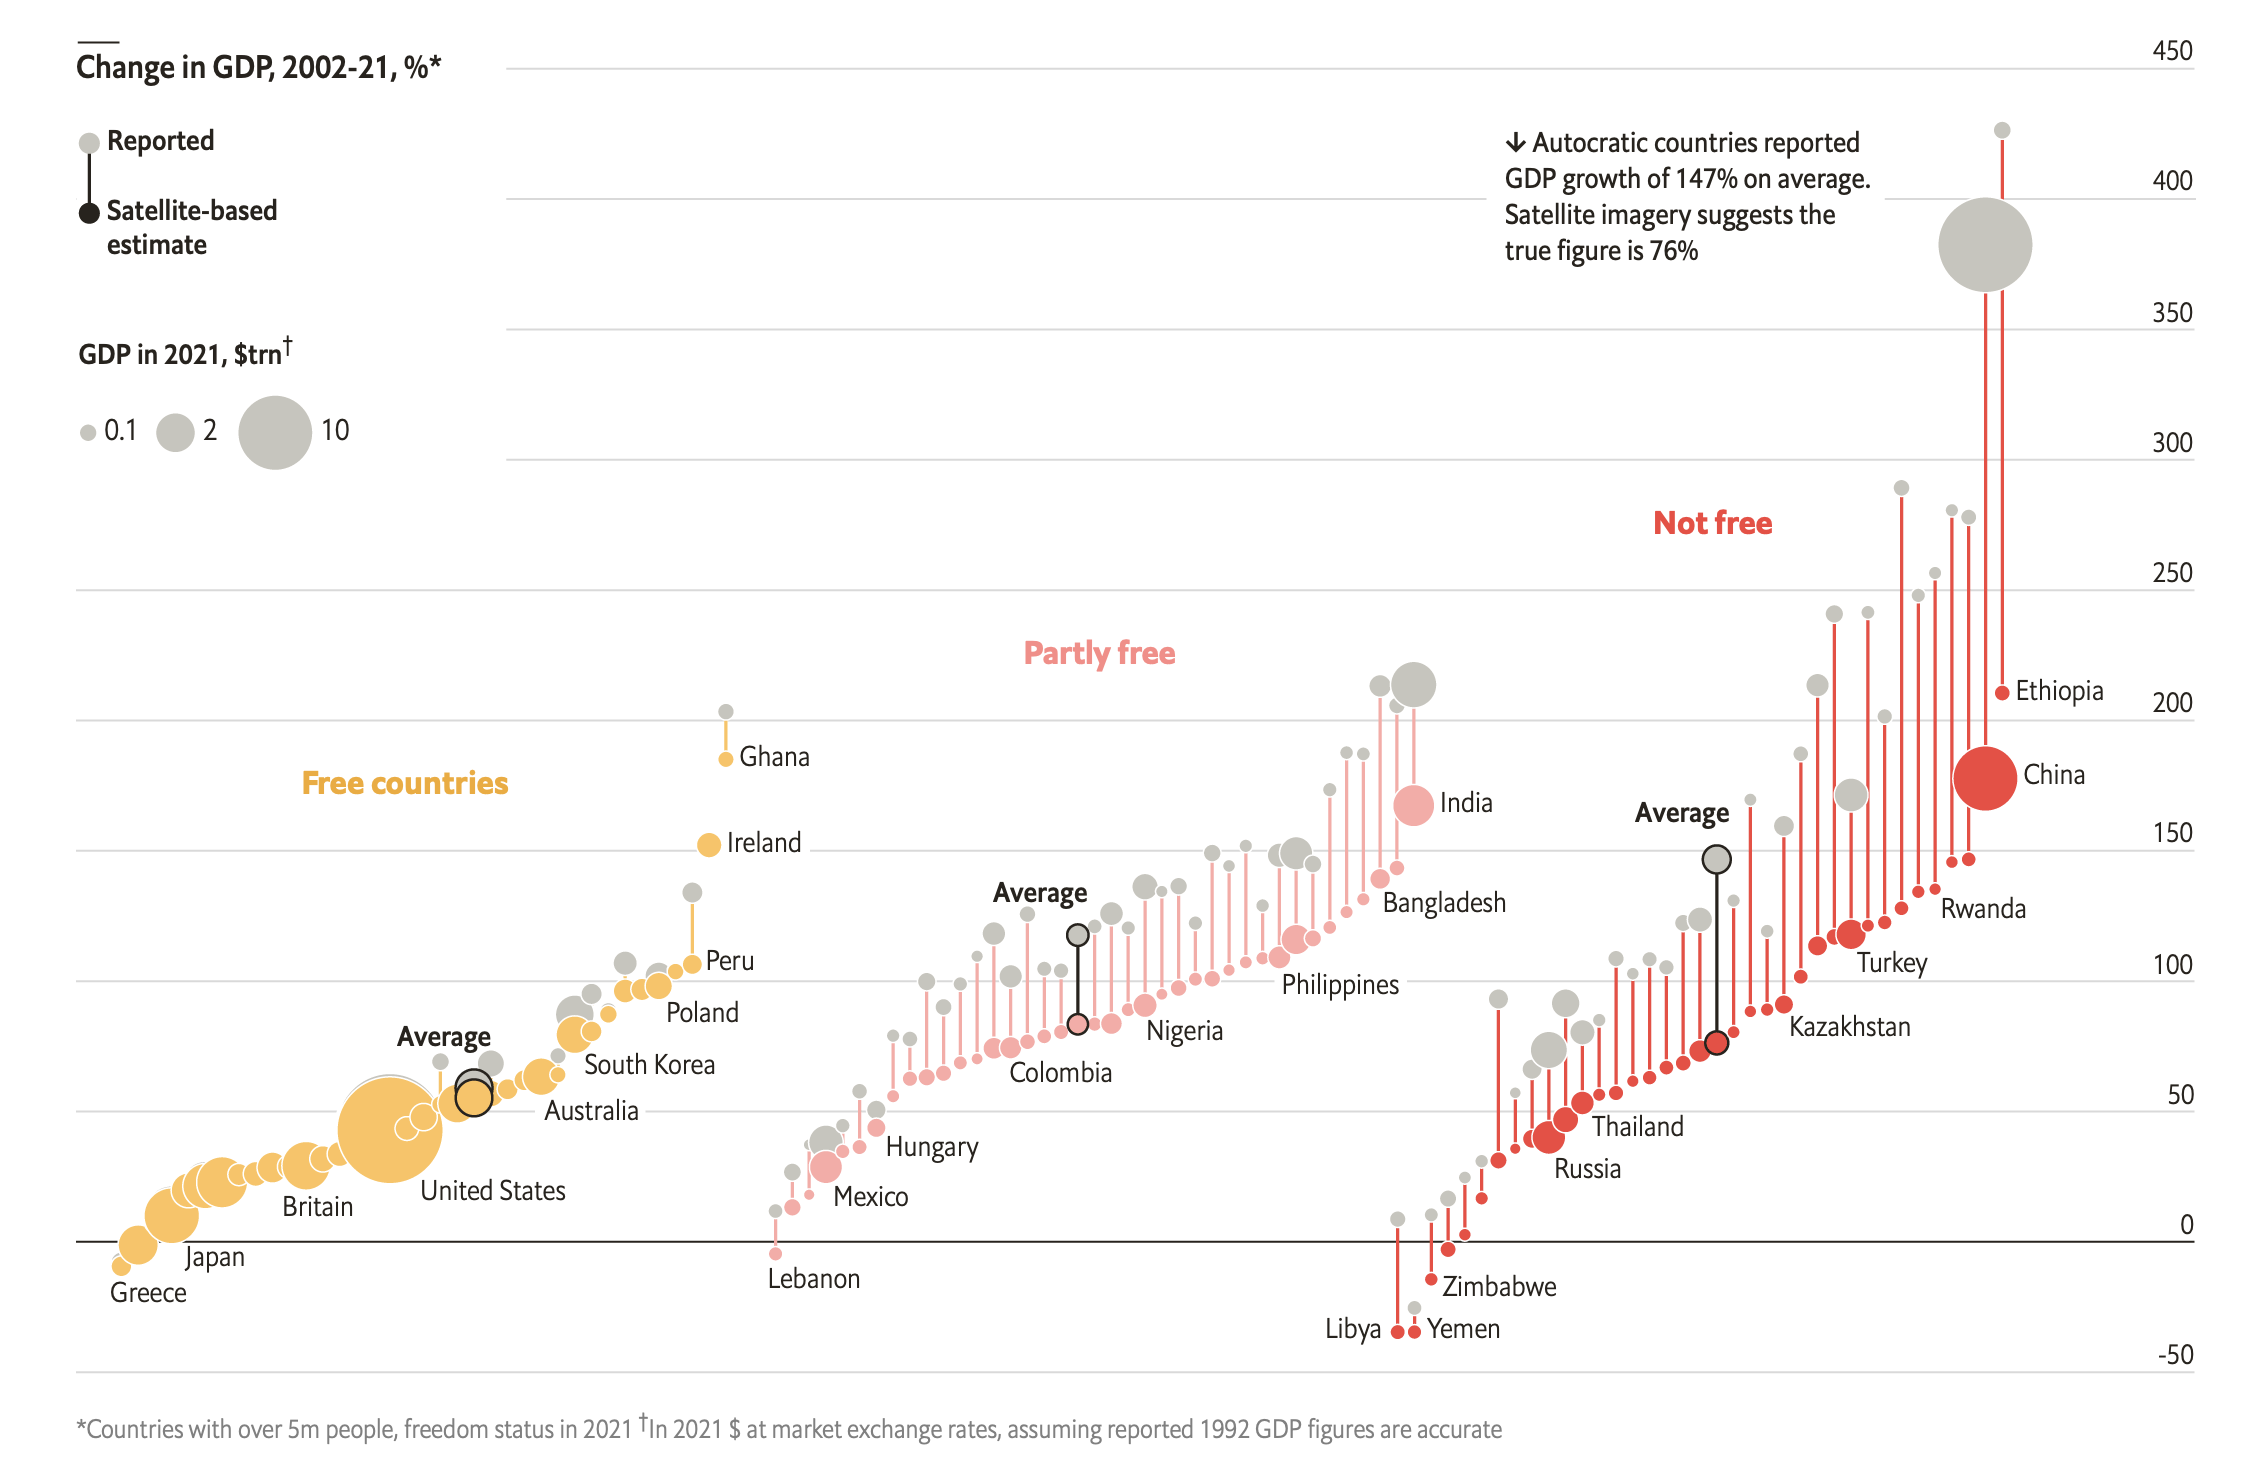 Change in GDP, 2002-21, %*
Reported
Satellite-based
estimate
GDP in 2021, $trn†
0.1
2
10
450
400
350
300
250
200
150
100
50
0
-50
↓ Autocratic countries reported
GDP growth of 147% on average.
Satellite imagery suggests the
true figure is 76%
Free countries
Ghana
Ireland
Peru
Poland
Average
South Korea
Australia
United States
Britain
Japan
Greece
Partly free
India
Bangladesh
Average
Philippines
Nigeria
Colombia
Hungary
Mexico
Lebanon
Not free
Ethiopia
China
Average
Rwanda
Turkey
Kazakhstan
Thailand
Russia
Zimbabwe
Libya
Yemen
*Countries with over 5m people, freedom status in 2021 †In 2021 $ at market exchange rates, assuming reported 1992 GDP figures are accurate